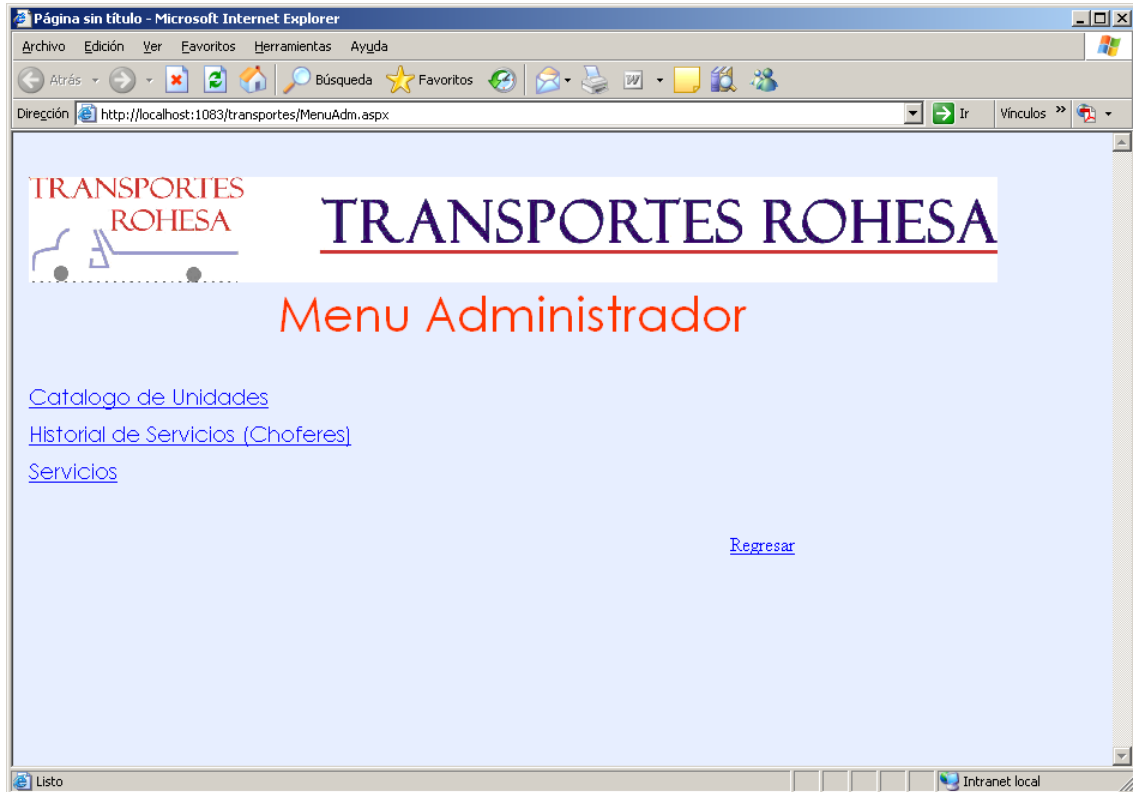 Página sin título - Microsoft Internet Explorer
Archivo Edición Ver Favoritos Herramientas Ayuda
Atrás Búsqueda Favoritos
Dirección http://localhost:1083/transportes/MenuAdm.aspx Ir Vínculos »
TRANSPORTES
ROHESA
TRANSPORTES ROHESA
Menu Administrador
Catalogo de Unidades
Historial de Servicios (Choferes)
Servicios
Regresar
Listo Intranet local